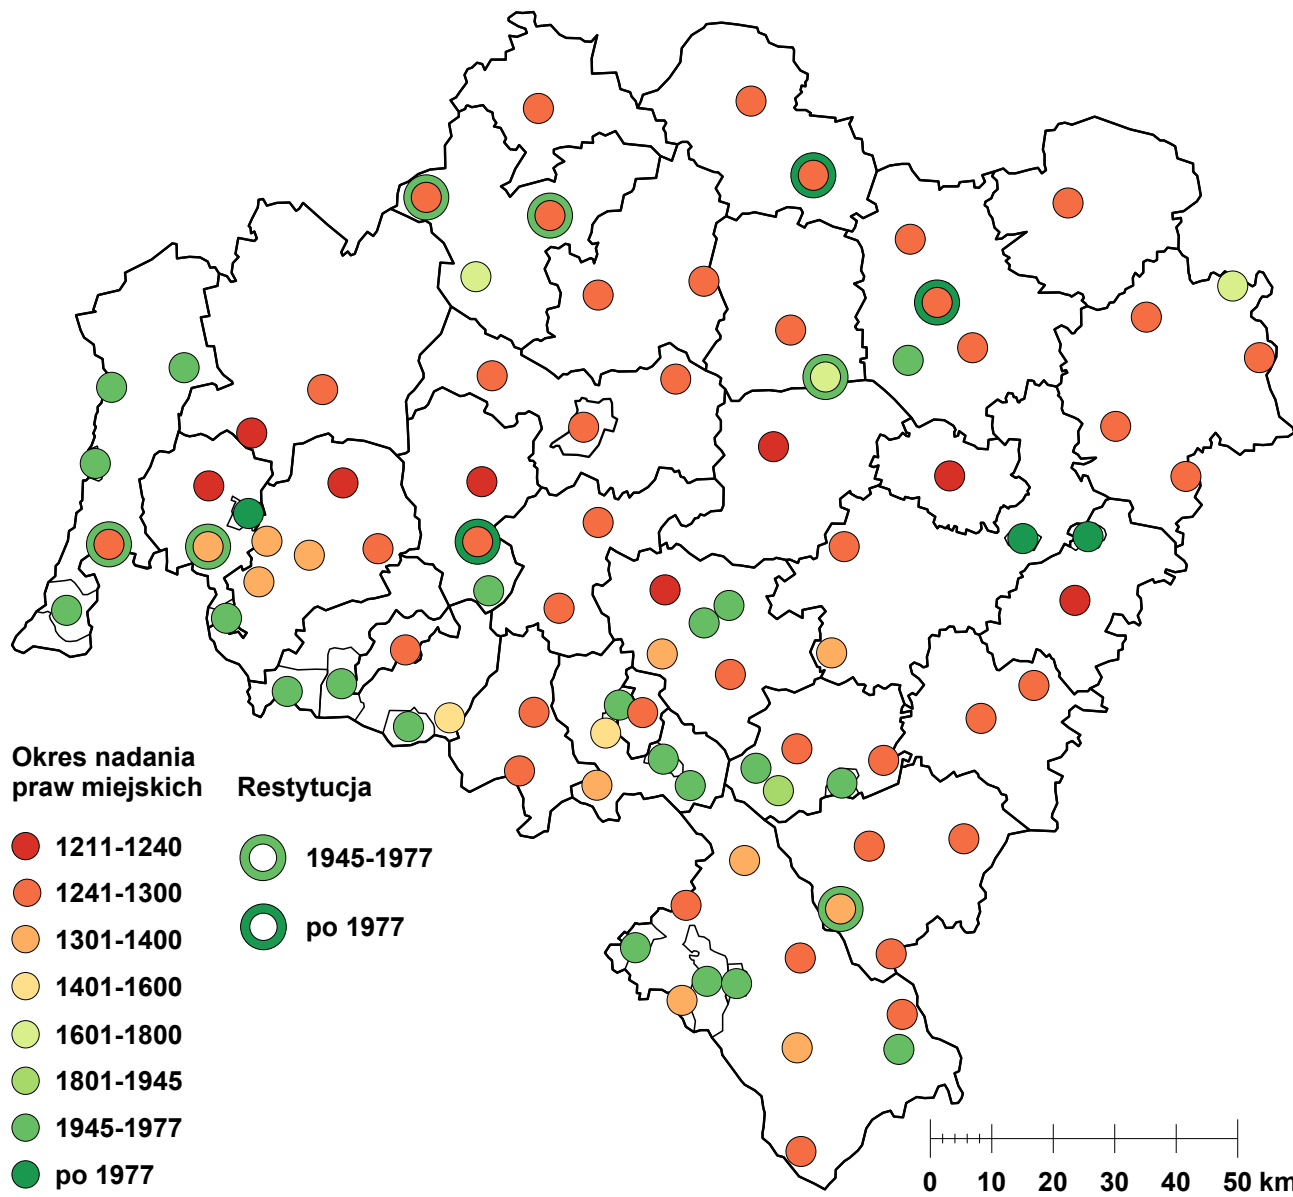 Okres nadania
praw miejskich
1211-1240
1241-1300
1301-1400
1401-1600
1601-1800
1801-1945
1945-1977
po 1977
Restytucja
1945-1977
po 1977
0 10 20 30 40 50 km